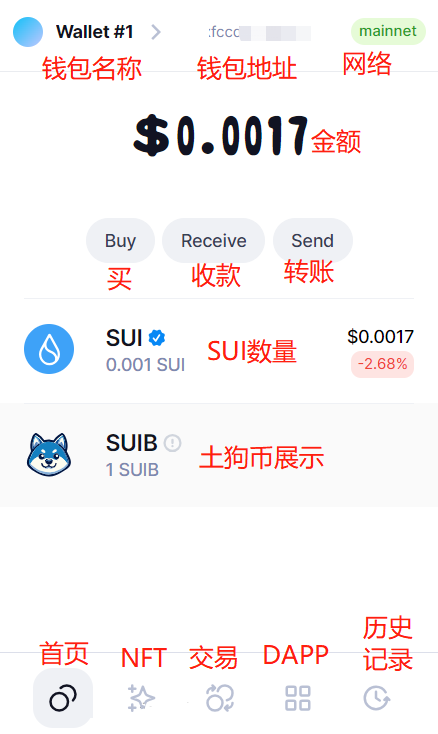 Wallet #1
:fccc
mainnet
钱包名称
钱包地址
网络
$0.0017
金额
Buy
Receive
Send
买
收款
转账
SUI
$0.0017
0.001 SUI
SUI数量
-2.68%
SUIB
1 SUIB
土狗币展示
首页
NFT
交易
DAPP
历史
记录